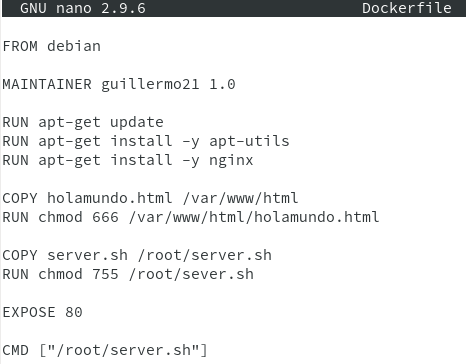 GNU nano 2.9.6 Dockerfile
FROM debian
MAINTAINER guillermo21 1.0
RUN apt-get update
RUN apt-get install -y apt-utils
RUN apt-get install -y nginx
COPY holamundo.html /var/www/html
RUN chmod 666 /var/www/html/holamundo.html
COPY server.sh /root/server.sh
RUN chmod 755 /root/sever.sh
EXPOSE 80
CMD ["/root/server.sh"]